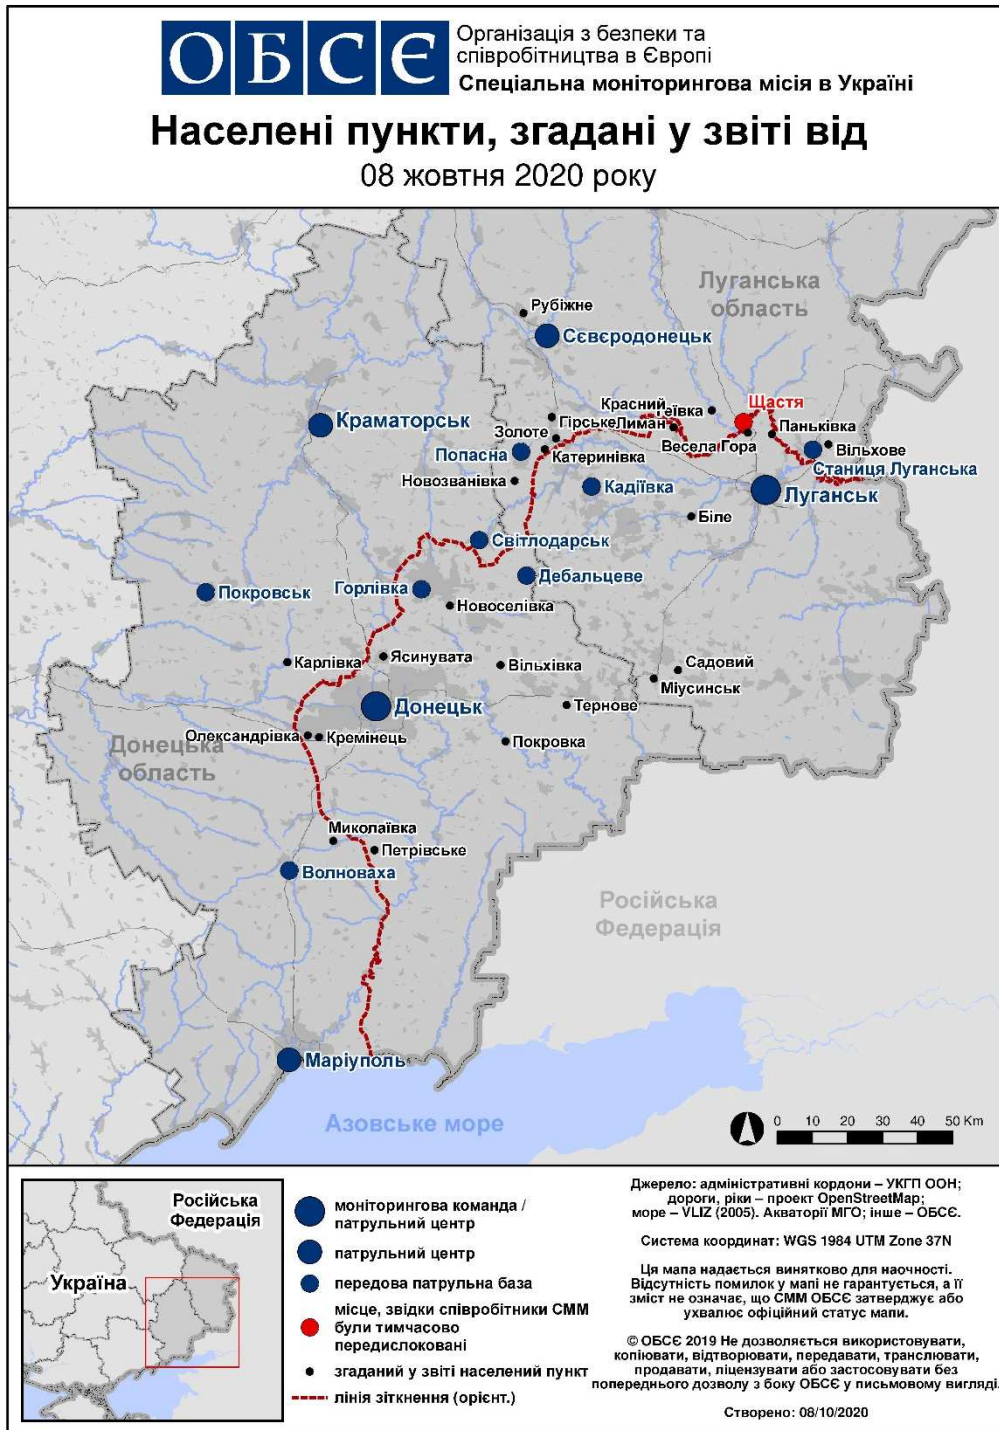 ОБСЄ
Організація з безпеки та
співробітництва в Європі
Спеціальна моніторингова місія в Україні
Населені пункти, згадані у звіті від
08 жовтня 2020 року
Луганська
область
Рубіжне
Сєвєродонецьк
Щастя
Красний
Лиман
Геївка
Краматорськ
Гірське
Золоте
Паньківка
Весела Гора
Вільхове
Попасна
Катеринівка
Станиця Луганська
Новозванівка
Кадіївка
Луганськ
Біле
Світлодарськ
Дебальцеве
Покровськ
Горлівка
Новоселівка
Карлівка
Ясинувата
Вільхівка
Садовий
Міусинськ
Донецьк
Тернове
Олександрівка
Кремінець
Покровка
Донецька
область
Миколаївка
Петрівське
Волноваха
Російська
Федерація
Маріуполь
Азовське море
0 10 20 30 40 50 Km
Російська
Федерація
Україна
моніторингова команда /
патрульний центр
патрульний центр
передова патрульна база
місце, звідки співробітники СММ
були тимчасово
передислоковані
згаданий у звіті населений пункт
лінія зіткнення (орієнт.)
Джерело: адміністративні кордони – УКГП ООН;
дороги, ріки – проект OpenStreetMap;
море – VLIZ (2005). Акваторії МГО; інше – ОБСЄ.
Система координат: WGS 1984 UTM Zone 37N
Ця мапа надається винятково для наочності.
Відсутність помилок у мапі не гарантується, а її
зміст не означає, що СММ ОБСЄ затверджує або
ухвалює офіційний статус мапи.
© ОБСЄ 2019 Не дозволяється використовувати,
копіювати, відтворювати, передавати, транслювати,
продавати, ліцензувати або застосовувати без
попереднього дозволу з боку ОБСЄ у письмовому вигляді.
Створено: 08/10/2020